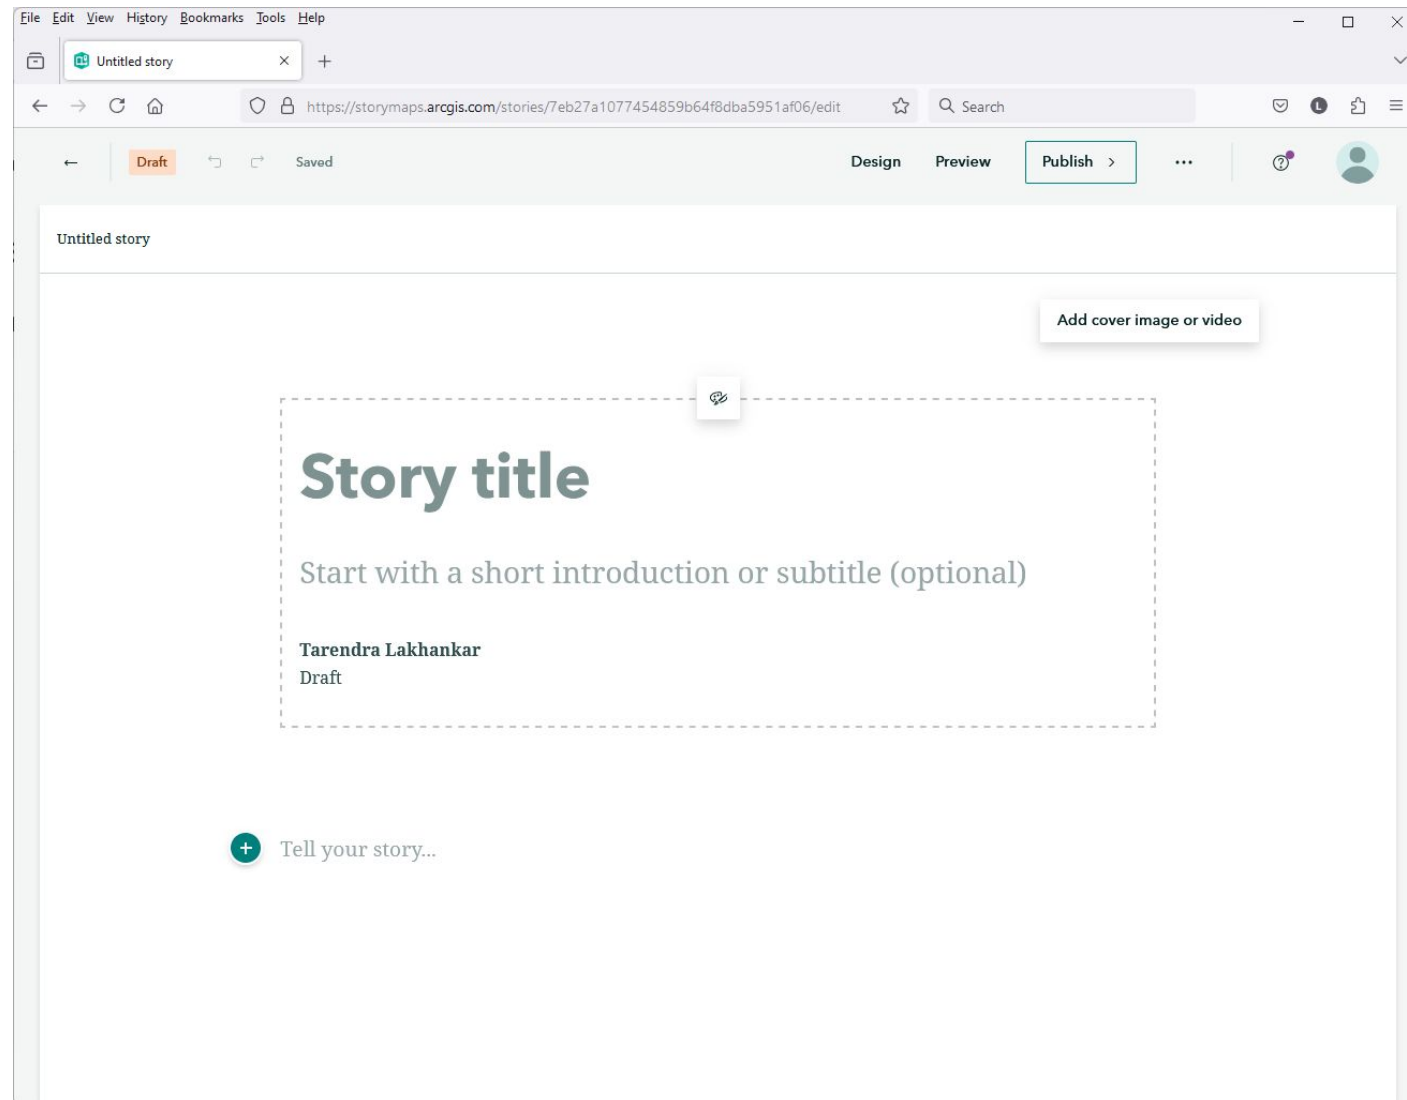 File Edit View History Bookmarks Tools Help
Untitled story
https://storymaps.arcgis.com/stories/7eb27a1077454859b64f8dba5951af06/edit Search L
Draft Saved Design Preview Publish
Untitled story
Add cover image or video
Story title
Start with a short introduction or subtitle (optional)
Tarendra Lakhankar
Draft
Tell your story...